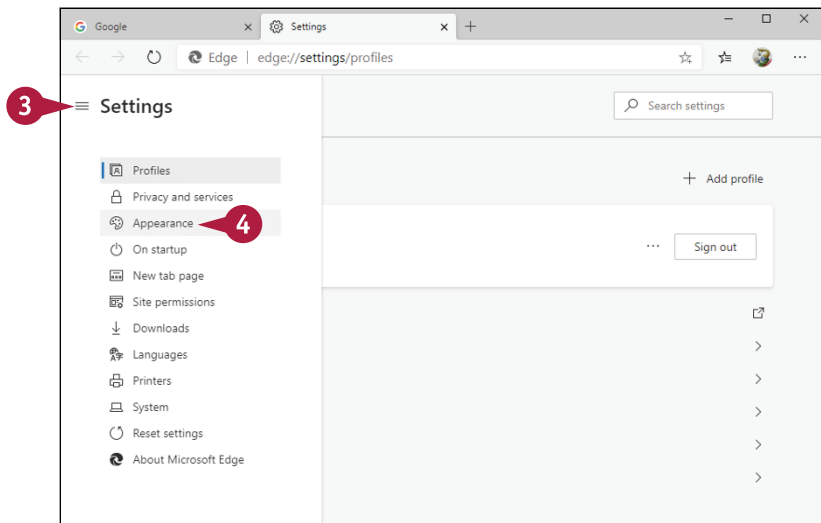 Google
Settings
Edge | edge://settings/profiles
3
Settings
Search settings
Profiles
Add profile
Privacy and services
Appearance
4
On startup
Sign out
New tab page
Site permissions
Downloads
Languages
Printers
System
Reset settings
About Microsoft Edge